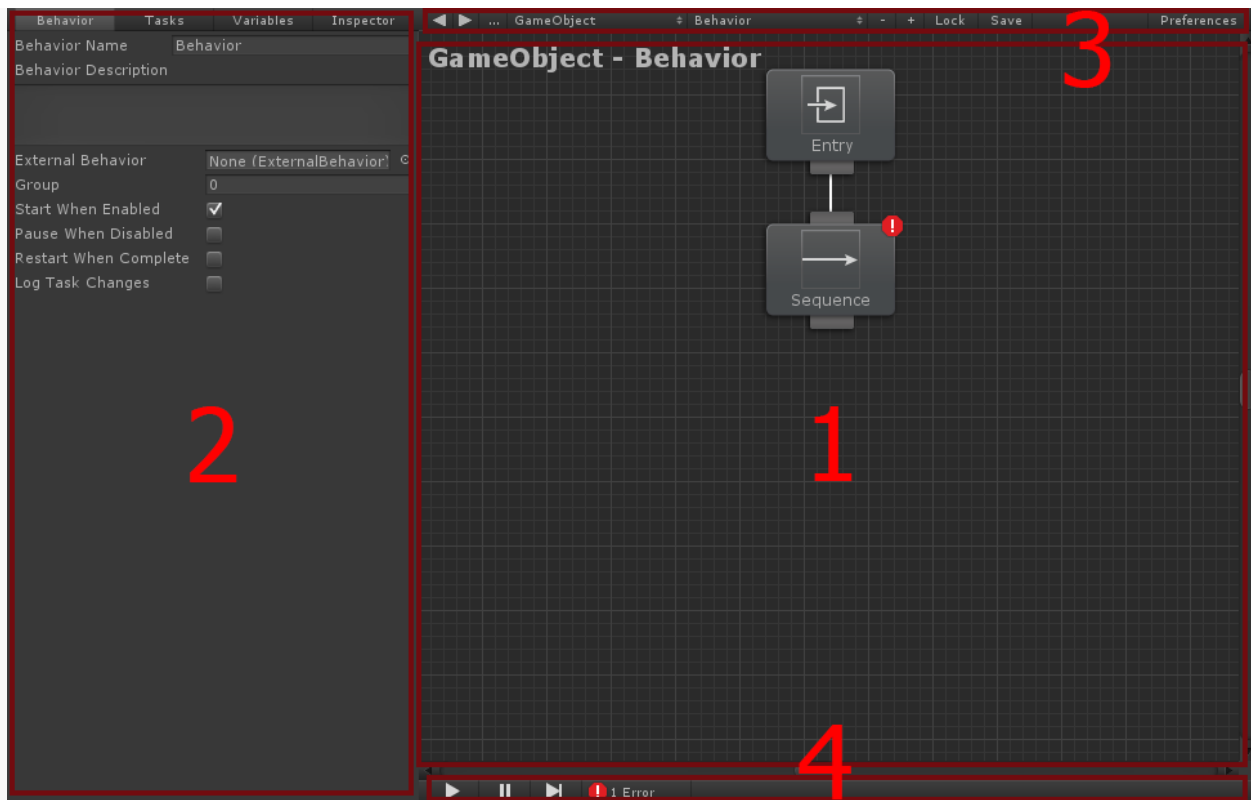 Behavior Tasks Variables Inspector
Behavior Name Behavior
Behavior Description
External Behavior None (ExternalBehavior)
Group 0
Start When Enabled
Pause When Disabled
Restart When Complete
Log Task Changes
2
... GameObject Behavior - + Lock Save Preferences
3
GameObject - Behavior
Entry
!
Sequence
1
4
! 1 Error